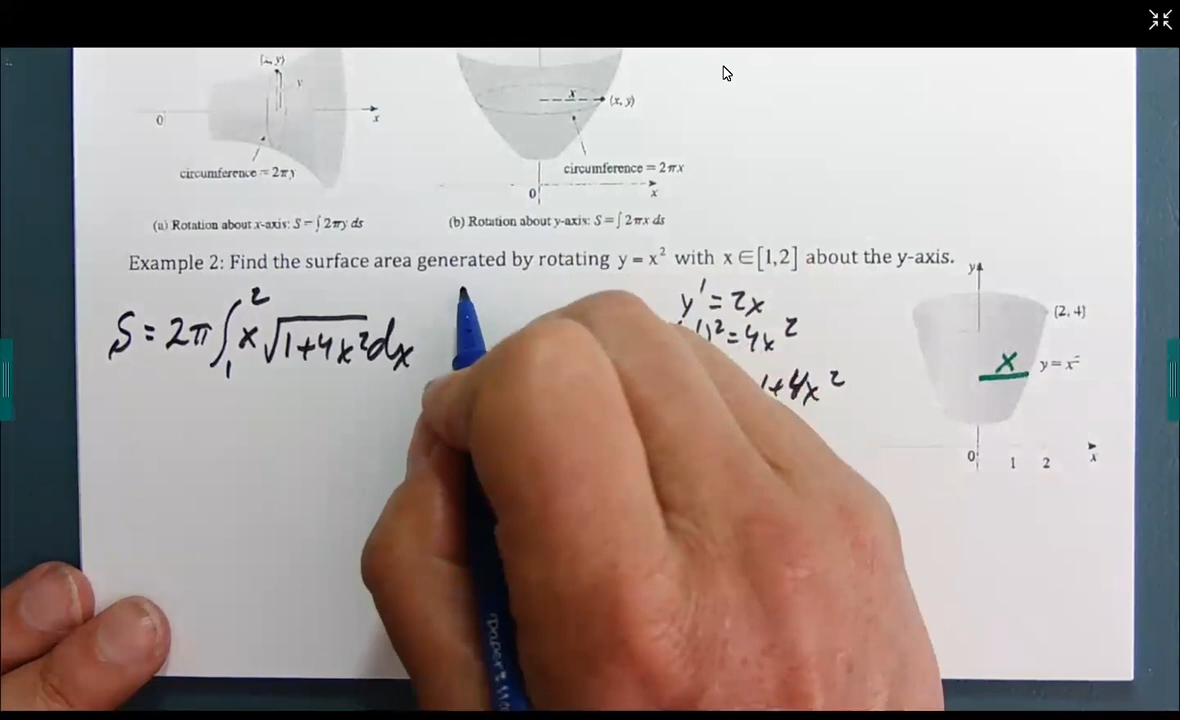 (x, y)
y
0
x
circumference = 2πy
x
(x, y)
circumference = 2πx
0
x
(a) Rotation about x-axis: S = ∫ 2πy ds
(b) Rotation about y-axis: S = ∫ 2πx ds
Example 2: Find the surface area generated by rotating y = x² with x ∈ [1,2] about the y-axis.
S = 2π ∫₁² x √1+4x² dx
y' = 2x
)² = 4x²
+4x²
y
(2, 4)
x
y = x²
0
1
2
x
paper